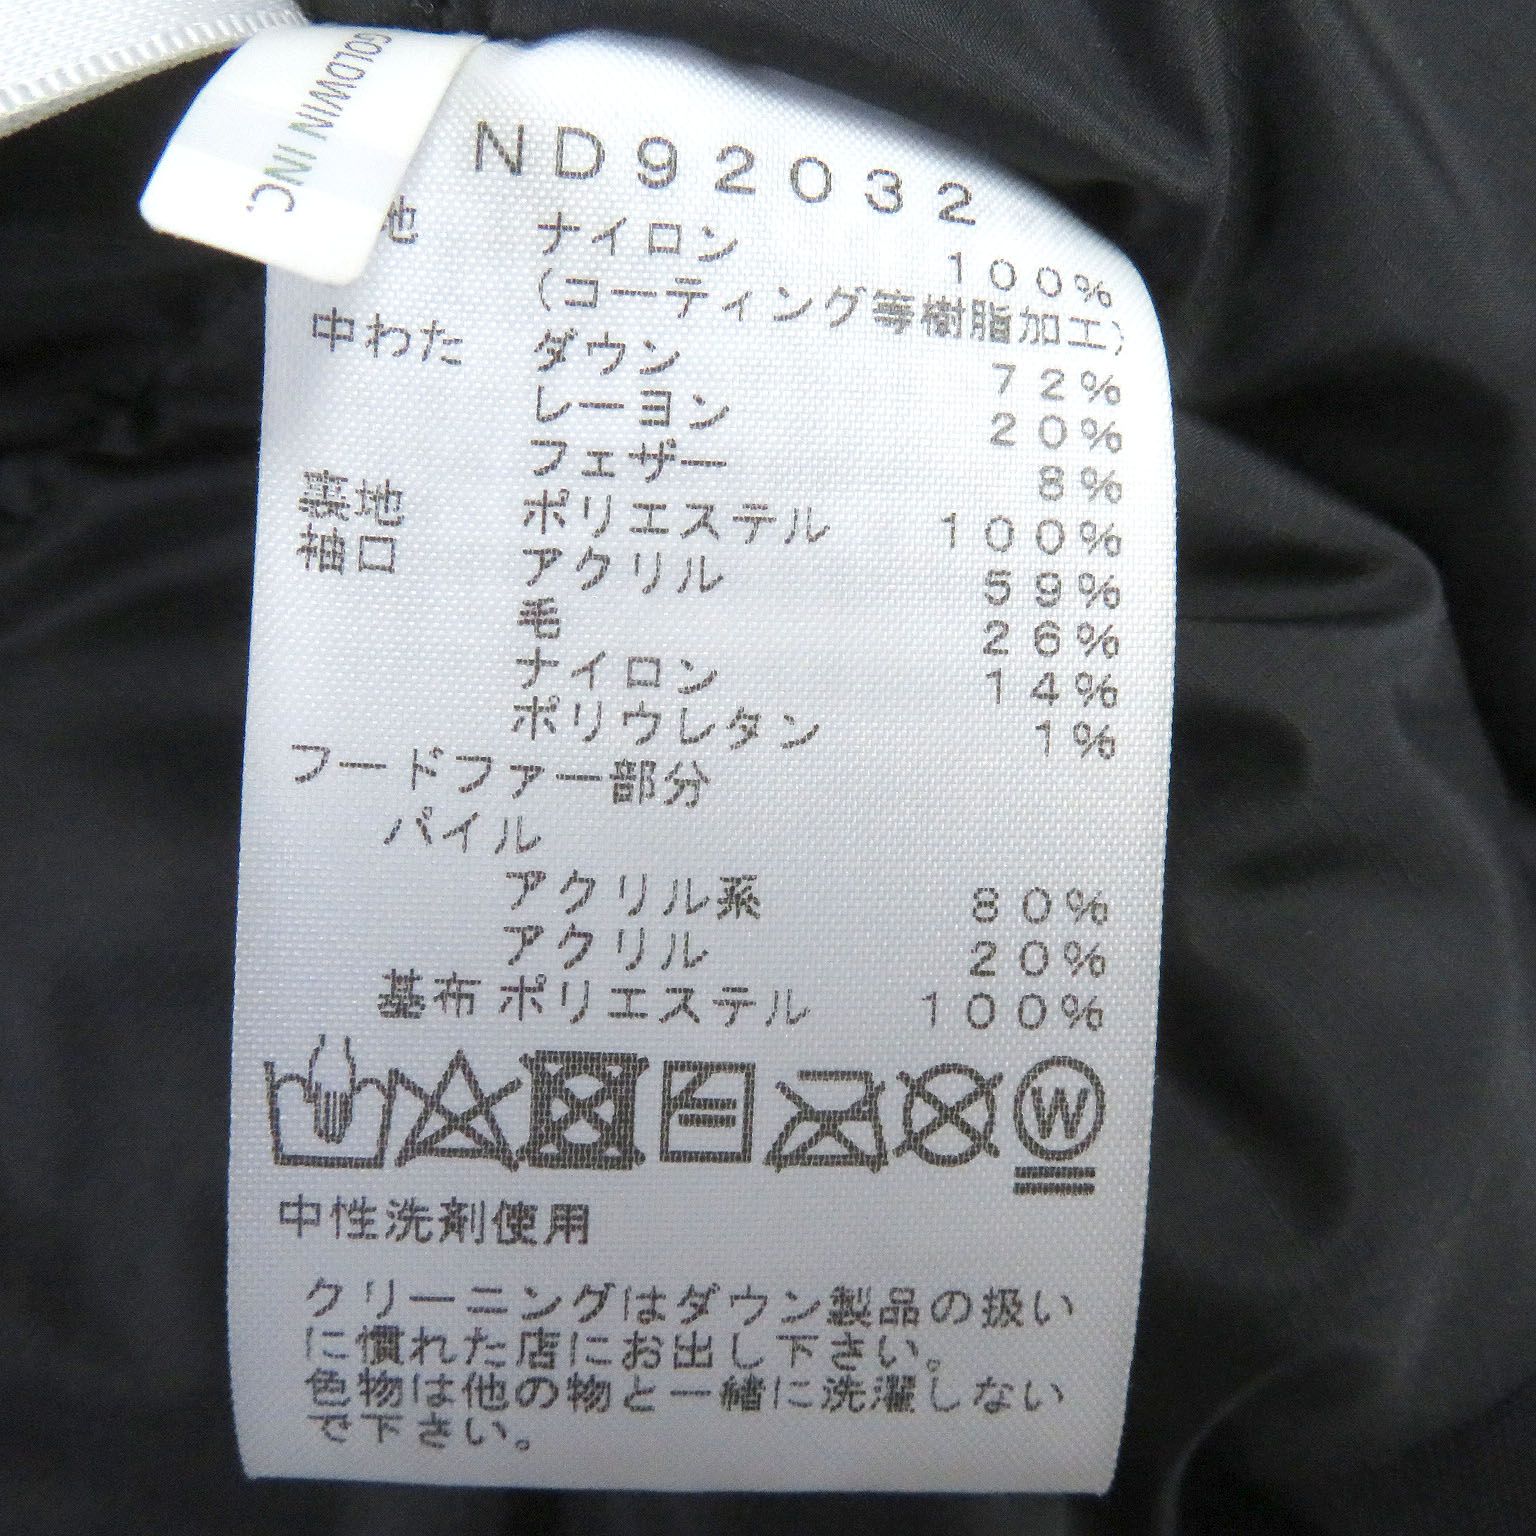 GOLDWIN INC.
ND92032
地 ナイロン 100%
(コーティング等樹脂加工)
中わた ダウン 72%
レーヨン 20%
フェザー 8%
裏地 ポリエステル 100%
袖口 アクリル 59%
毛 26%
ナイロン 14%
ポリウレタン 1%
フードファー部分
パイル
アクリル系 80%
アクリル 20%
基布 ポリエステル 100%
W
中性洗剤使用
クリーニングはダウン製品の扱い
に慣れた店にお出し下さい。
色物は他の物と一緒に洗濯しない
で下さい。